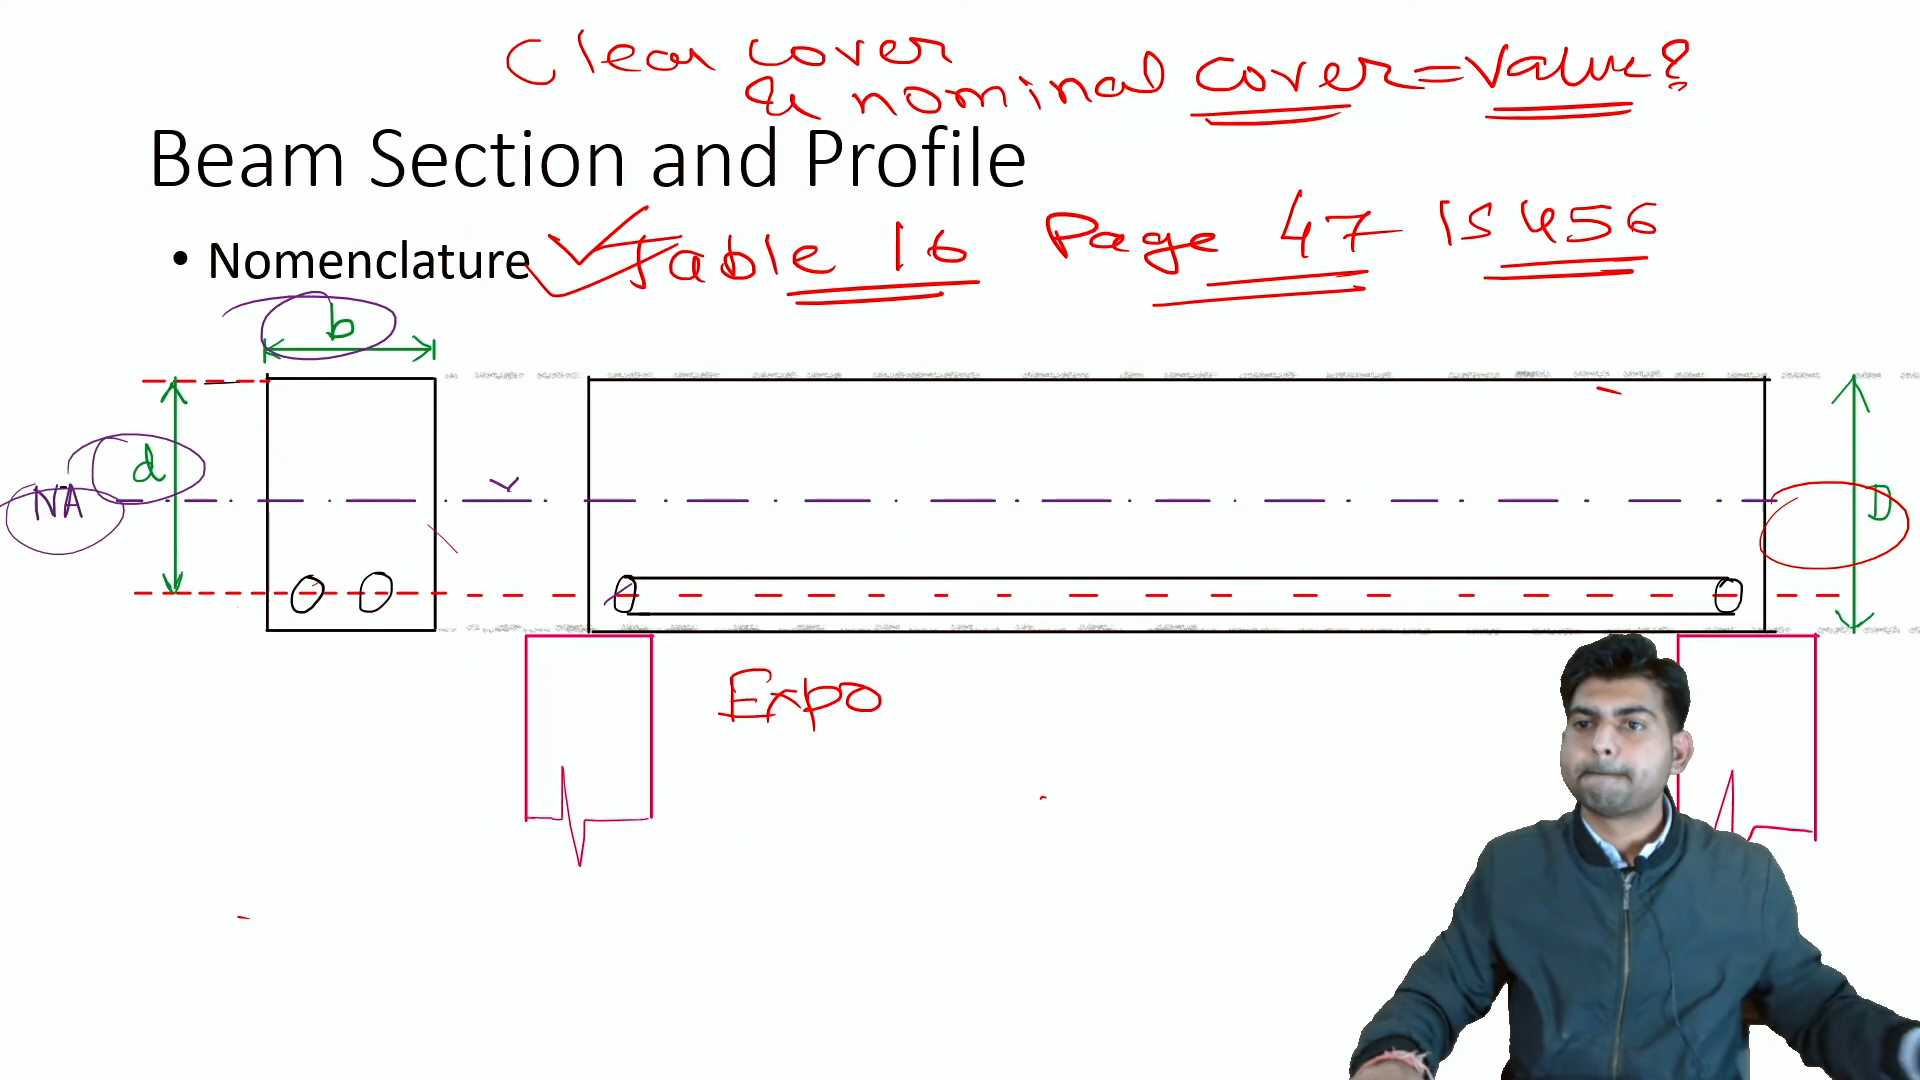 Clear cover
& nominal cover = value?
Beam Section and Profile
• Nomenclature Table 16 Page 47 IS 456
b
d
NA
D
Expo